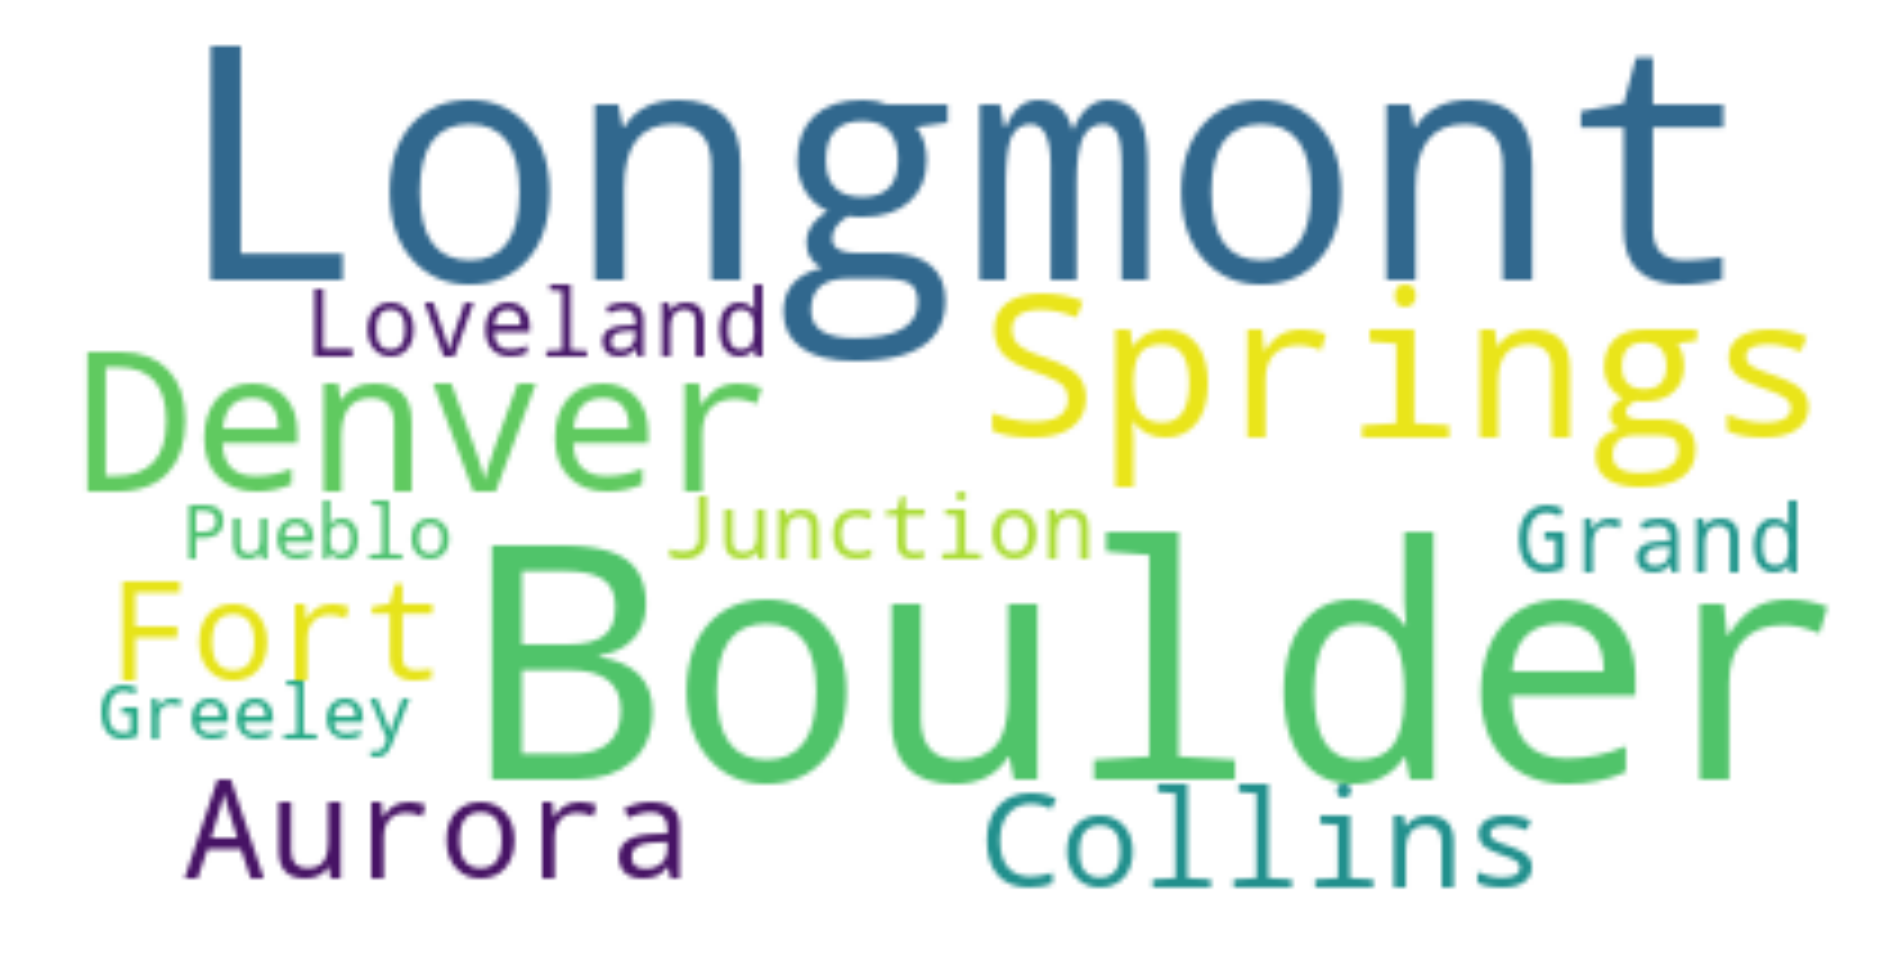 Longmont
Loveland
Springs
Denver
Pueblo
Junction
Grand
Fort
Boulder
Greeley
Aurora
Collins